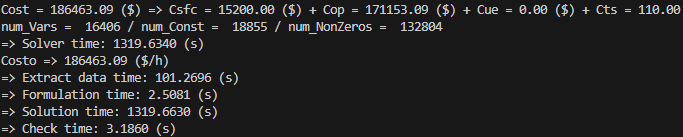 Cost = 186463.09 ($) => Csfc = 15200.00 ($) + Cop = 171153.09 ($) + Cue = 0.00 ($) + Cts = 110.00
num_Vars =  16406 / num_Const =  18855 / num_NonZeros =  132804
=> Solver time: 1319.6340 (s)
Costo => 186463.09 ($/h)
=> Extract data time: 101.2696 (s)
=> Formulation time: 2.5081 (s)
=> Solution time: 1319.6630 (s)
=> Check time: 3.1860 (s)